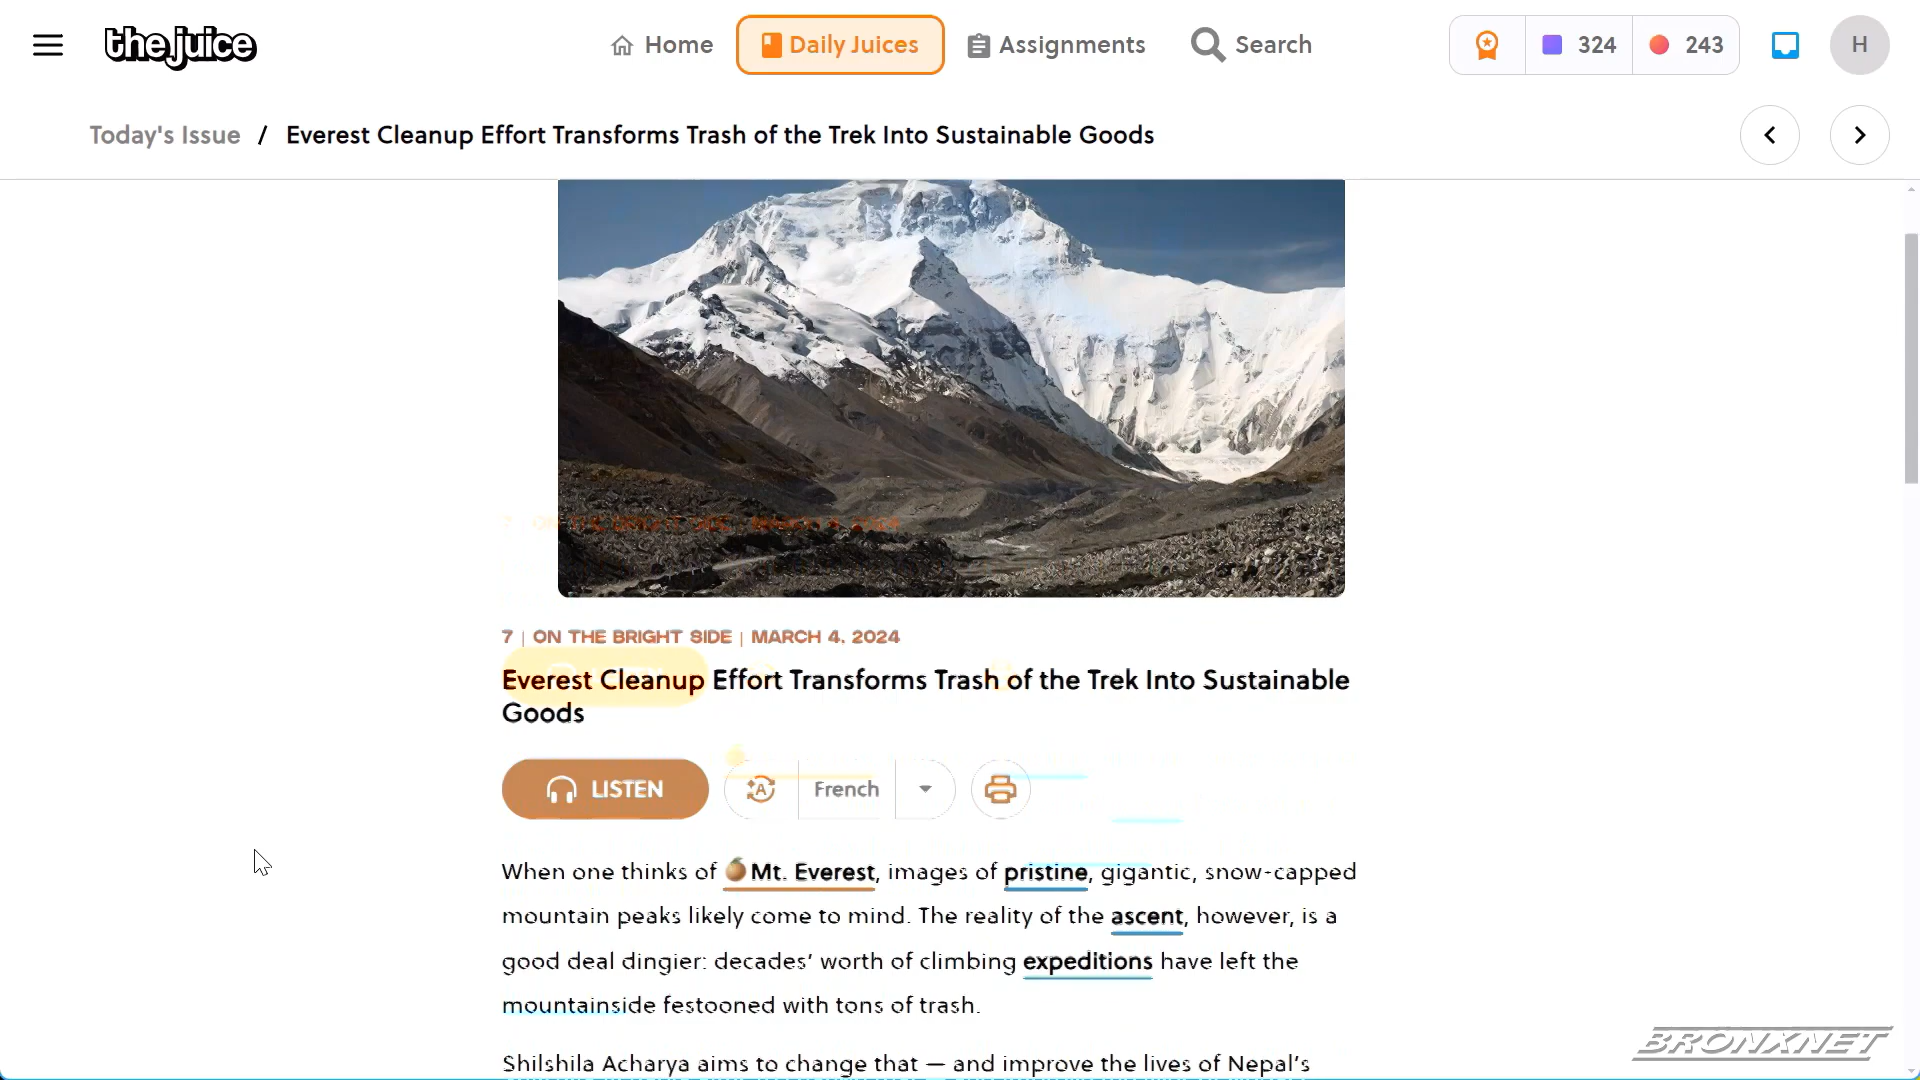 the juice
Home
Daily Juices
Assignments
Search
324
243
H
Today's Issue / Everest Cleanup Effort Transforms Trash of the Trek Into Sustainable Goods
7 | ON THE BRIGHT SIDE | MARCH 4, 2024
Everest Cleanup Effort Transforms Trash of the Trek Into Sustainable
Goods
LISTEN
A
French
When one thinks of Mt. Everest, images of pristine, gigantic, snow-capped
mountain peaks likely come to mind. The reality of the ascent, however, is a
good deal dingier: decades’ worth of climbing expeditions have left the
mountainside festooned with tons of trash.
Shilshila Acharya aims to change that — and improve the lives of Nepal’s
BRONXNET